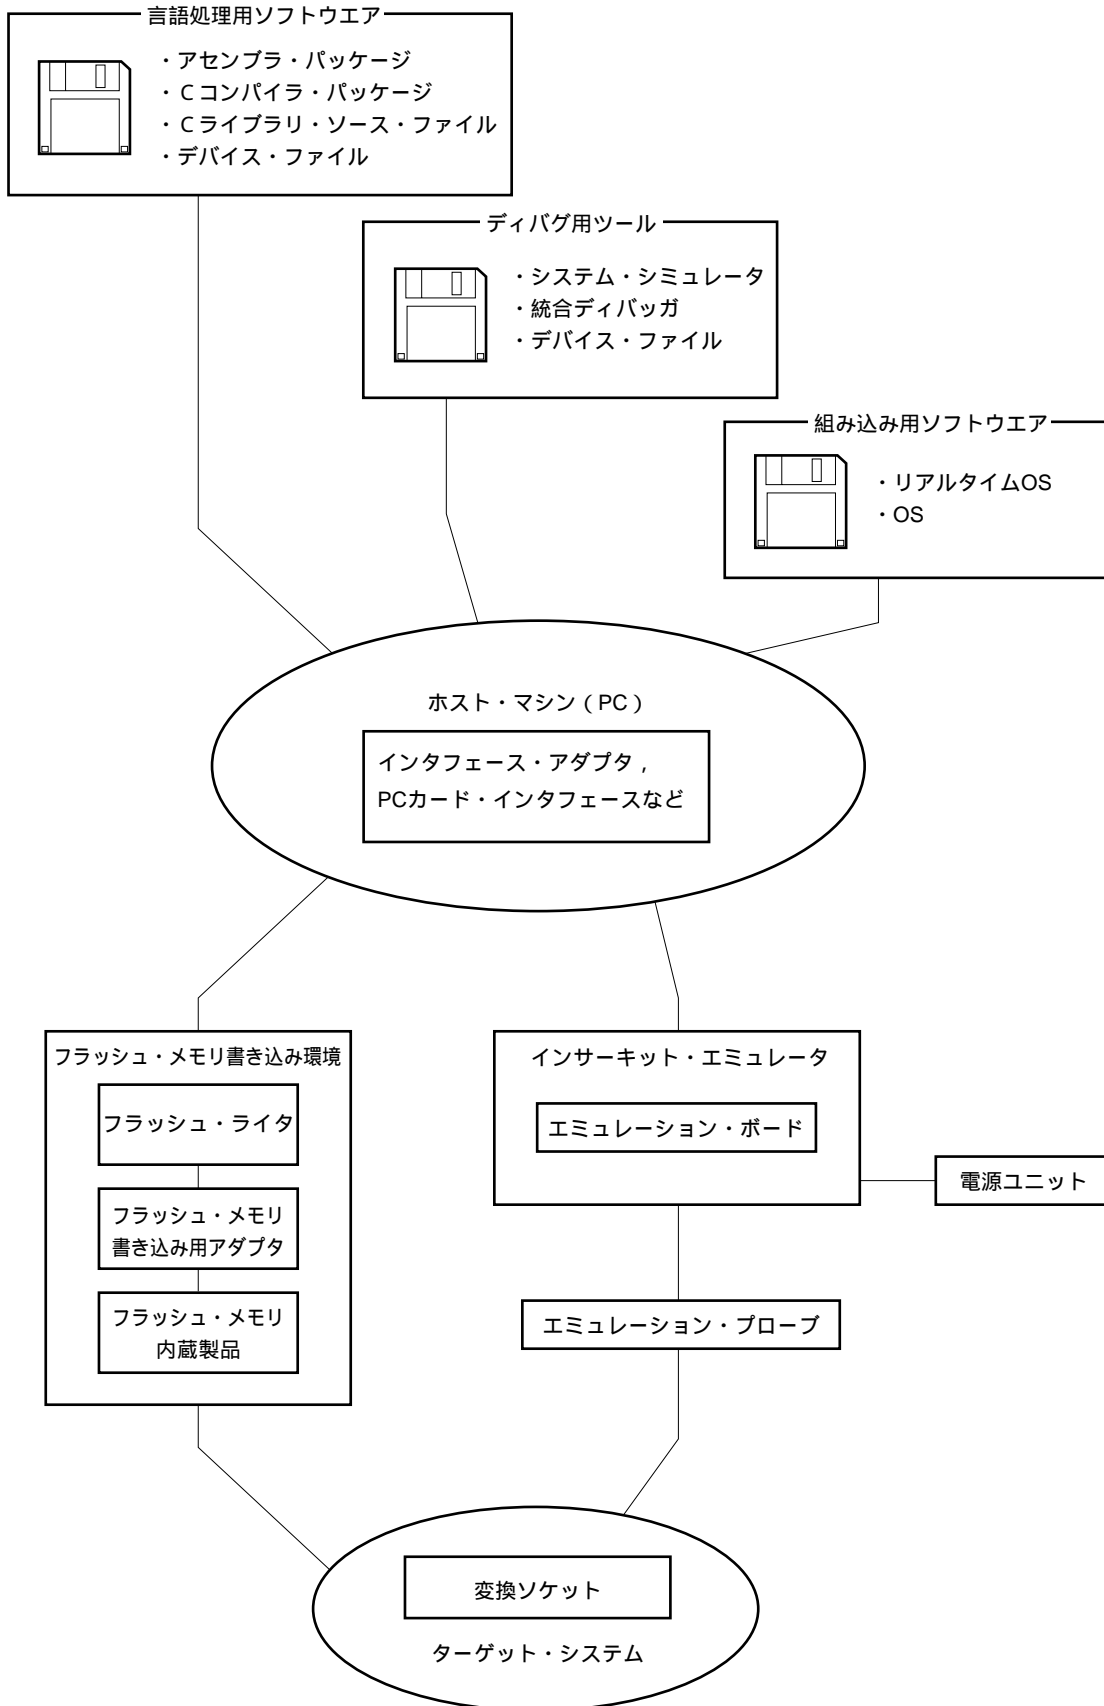 言語処理用ソフトウエア
・アセンブラ・パッケージ
・Cコンパイラ・パッケージ
・Cライブラリ・ソース・ファイル
・デバイス・ファイル
ディバグ用ツール
・システム・シミュレータ
・統合ディバッガ
・デバイス・ファイル
組み込み用ソフトウエア
・リアルタイムOS
・OS
ホスト・マシン(PC)
インタフェース・アダプタ,
PCカード・インタフェースなど
フラッシュ・メモリ書き込み環境
フラッシュ・ライタ
フラッシュ・メモリ
書き込み用アダプタ
フラッシュ・メモリ
内蔵製品
インサーキット・エミュレータ
エミュレーション・ボード
電源ユニット
エミュレーション・プローブ
変換ソケット
ターゲット・システム